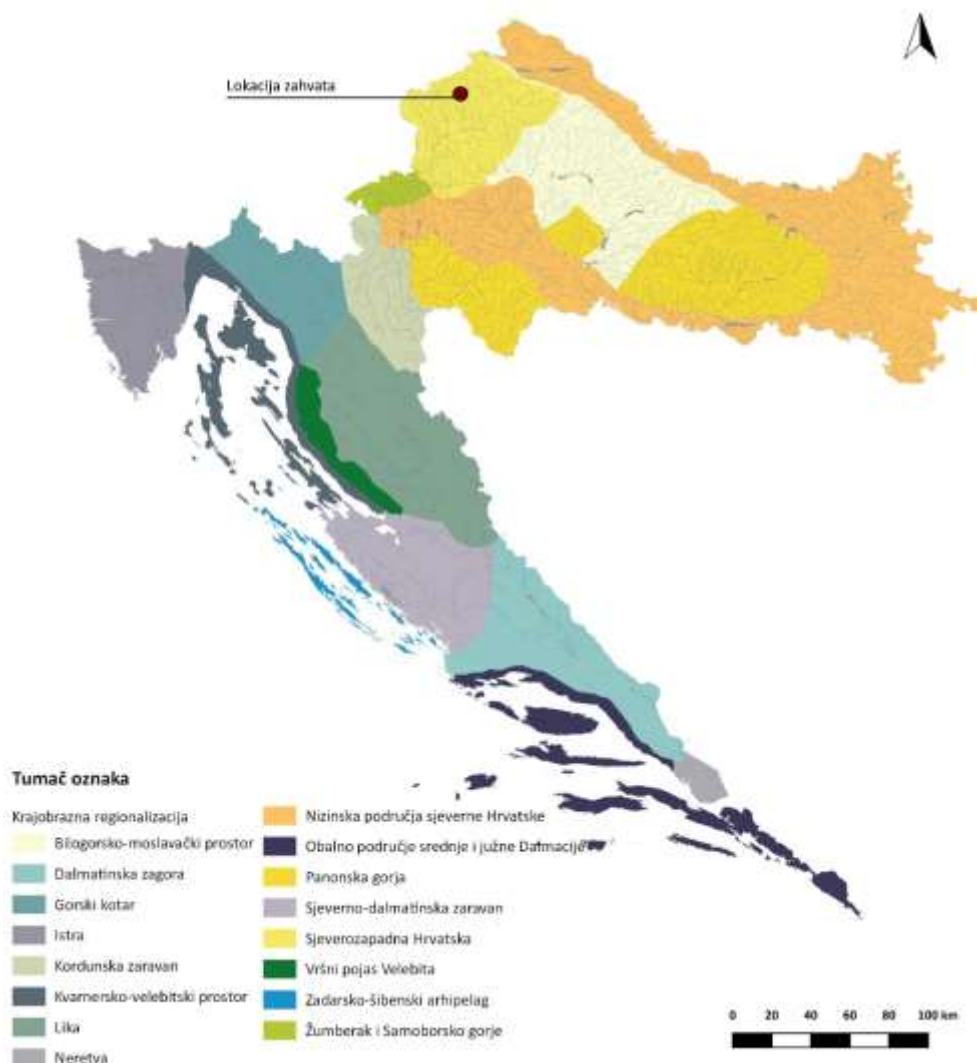 Lokacija zahvata
Tumač oznaka
Krajobrazna regionalizacija
Bilogorsko-moslavački prostor
Dalmatinska zagora
Gorski kotar
Istra
Kordunska zaravan
Kvarnersko-velebitski prostor
Lika
Neretva
Nizinska područja sjeverne Hrvatske
Obalno područje srednje i južne Dalmacije
Panonska gorja
Sjeverno-dalmatinska zaravan
Sjeverozapadna Hrvatska
Vršni pojas Velebita
Zadarsko-šibenski arhipelag
Žumberak i Samoborsko gorje
0 20 40 60 80 100 km